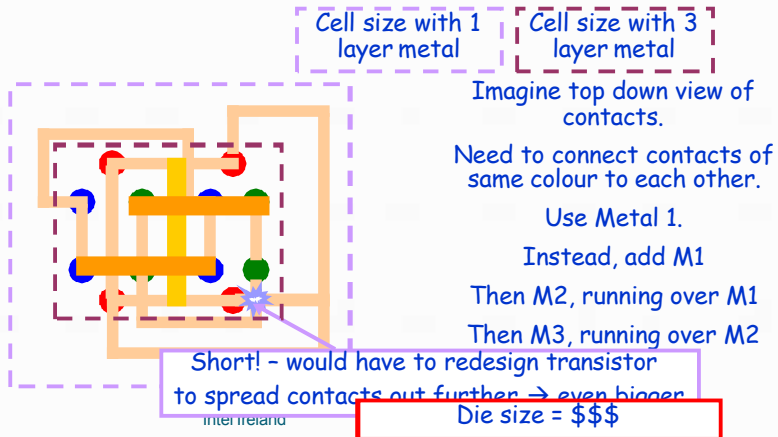 Cell size with 1
layer metal
Cell size with 3
layer metal
Imagine top down view of
contacts.
Need to connect contacts of
same colour to each other.
Use Metal 1.
Instead, add M1
Then M2, running over M1
Then M3, running over M2
Short! – would have to redesign transistor
to spread contacts out further → even bigger
Die size = $$$
Intel Ireland